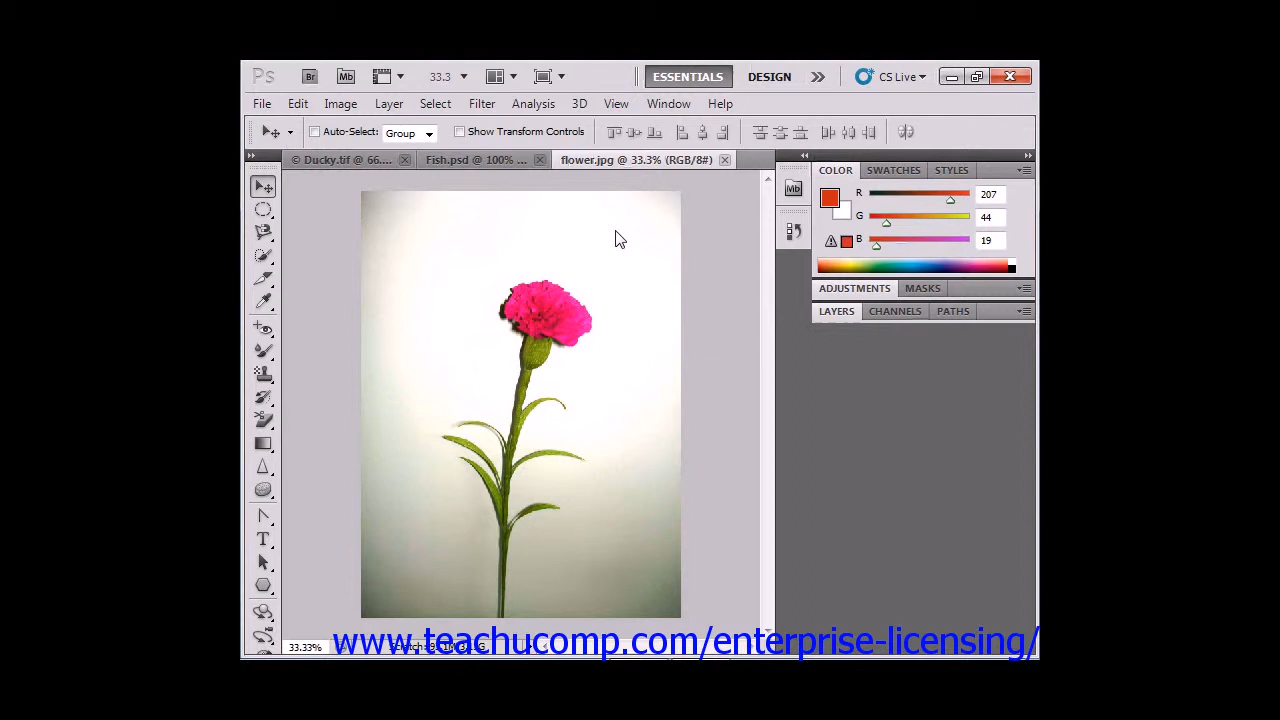 Ps Br Mb 33.3 ESSENTIALS DESIGN CS Live
File Edit Image Layer Select Filter Analysis 3D View Window Help
Auto-Select: Group Show Transform Controls
© Ducky.tif @ 66.... Fish.psd @ 100% ... flower.jpg @ 33.3% (RGB/8#)
COLOR SWATCHES STYLES
Mb
R 207
G 44
B 19
ADJUSTMENTS MASKS
LAYERS CHANNELS PATHS
T
33.33%
www.teachucomp.com/enterprise-licensing/